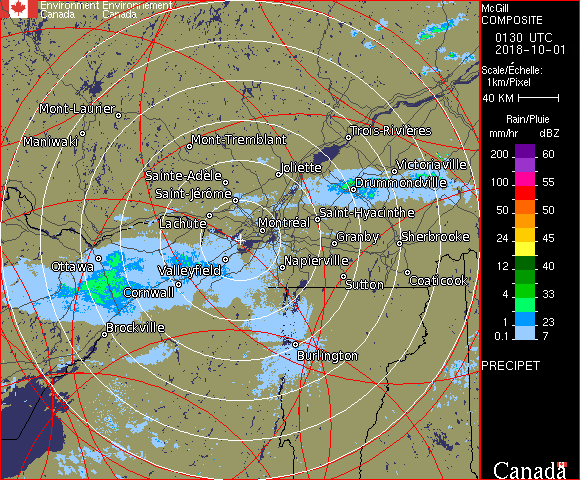 Environment Environnement
Canada Canada
Mont-Laurier
Maniwaki
Mont-Tremblant
Trois-Rivières
Joliette
Victoriaville
Sainte-Adèle
Drummondville
Saint-Jérôme
Saint-Hyacinthe
Lachute
Montréal
Granby
Sherbrooke
Ottawa
Valleyfield
Napierville
Cornwall
Sutton
Coaticook
Brockville
Burlington
McGill
COMPOSITE
0130 UTC
2018-10-01
Scale/Échelle:
1km/Pixel
40 KM
Rain/Pluie
mm/hr dBZ
200 60
100 55
50 50
24 45
12 40
4 33
1 23
0.1 7
PRECIPET
Canada